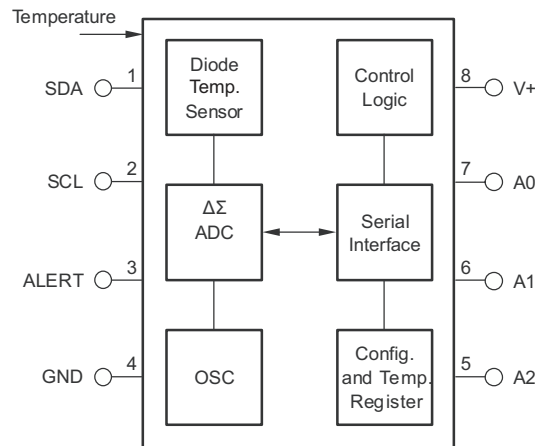 Temperature
SDA
1
Diode
Temp.
Sensor
Control
Logic
8
V+
SCL
2
ΔΣ
ADC
Serial
Interface
7
A0
ALERT
3
6
A1
GND
4
OSC
Config.
and Temp.
Register
5
A2